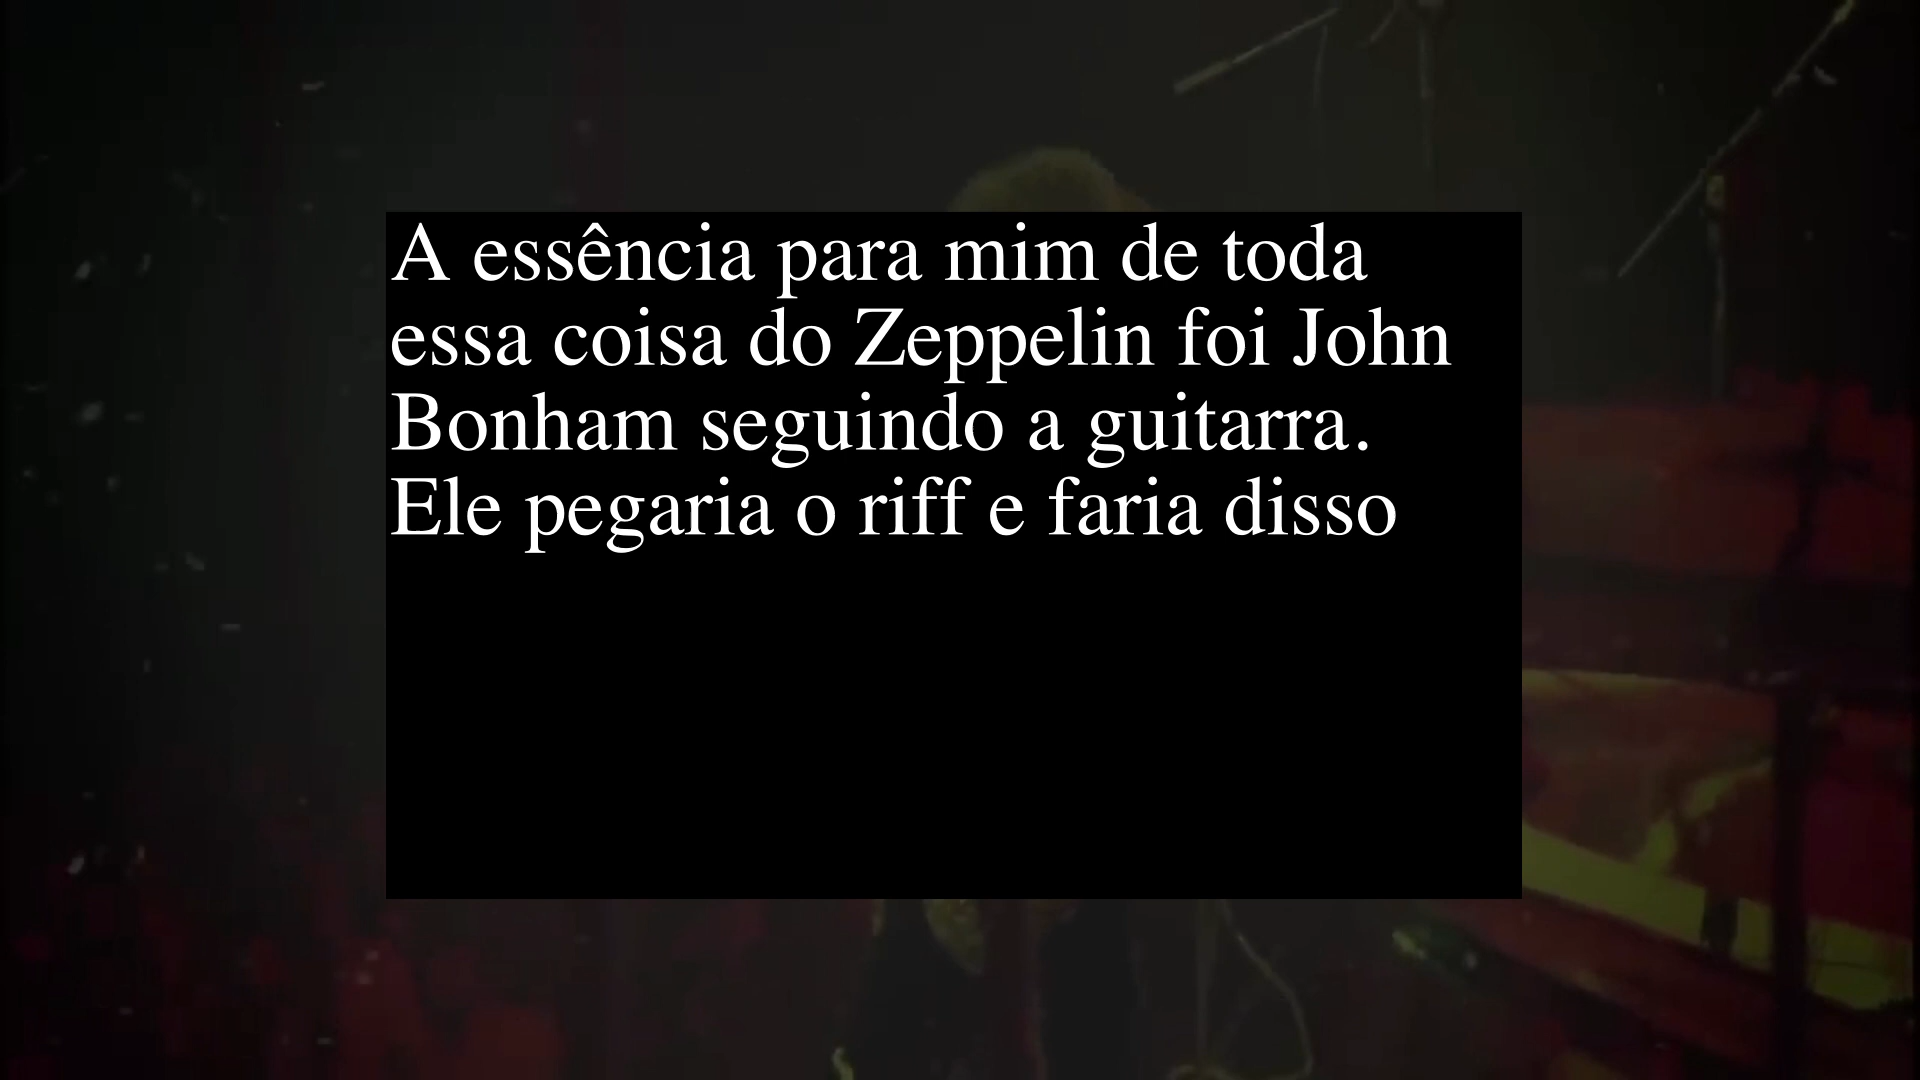 A essência para mim de toda
essa coisa do Zeppelin foi John
Bonham seguindo a guitarra.
Ele pegaria o riff e faria disso